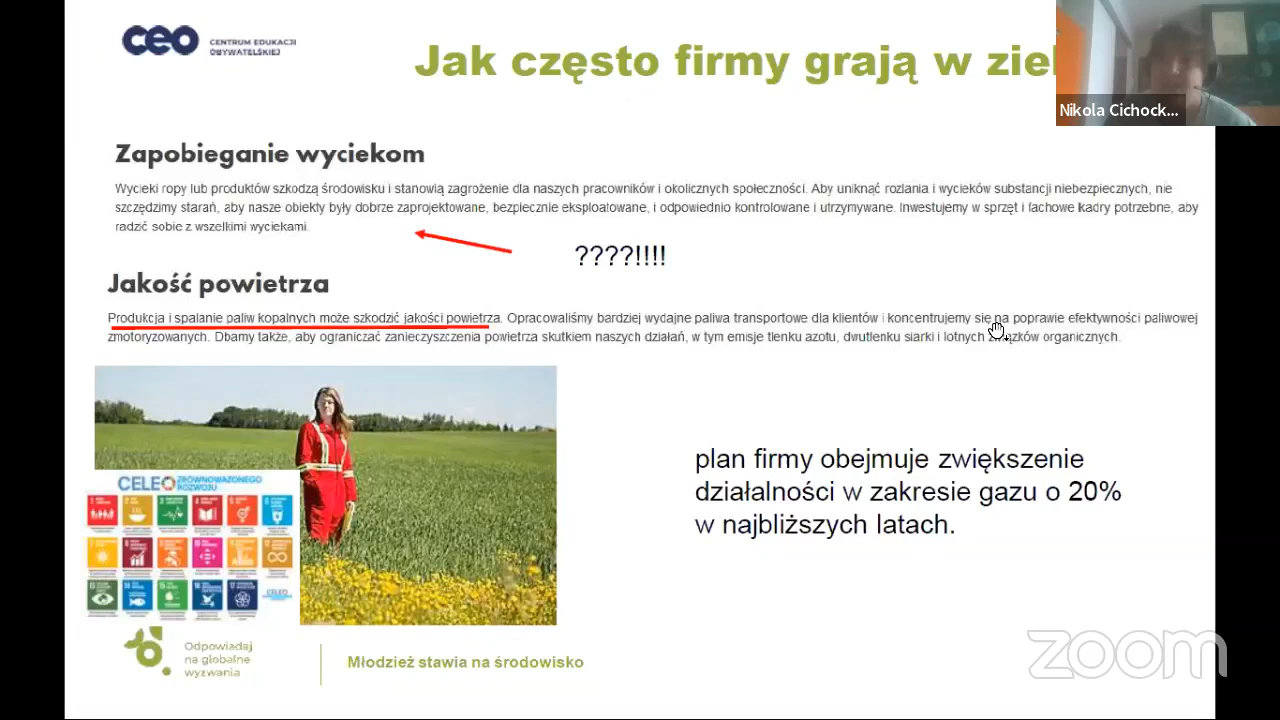 ceo CENTRUM EDUKACJI
OBYWATELSKIEJ
Jak często firmy grają w
Nikola Cichock...
Zapobieganie wyciekom
Wycieki ropy lub produktów szkodzą środowisku i stanowią zagrożenie dla naszych pracowników i okolicznych społeczności. Aby uniknąć rozlania i wycieków substancji niebezpiecznych, nie
szczędzimy starań, aby nasze obiekty były dobrze zaprojektowane, bezpiecznie eksploatowane, i odpowiednio kontrolowane i utrzymywane. Inwestujemy w sprzęt i fachowe kadry potrzebne, aby
radzić sobie z wszelkimi wyciekami.
????!!!!
Jakość powietrza
Produkcja i spalanie paliw kopalnych może szkodzić jakości powietrza. Opracowaliśmy bardziej wydajne paliwa transportowe dla klientów i koncentrujemy się na poprawie efektywności paliwowej
zmotoryzowanych. Dbamy także, aby ograniczać zanieczyszczenia powietrza skutkiem naszych działań, w tym emisje tlenku azotu, dwutlenku siarki i lotnych związków organicznych.
plan firmy obejmuje zwiększenie
działalności w zakresie gazu o 20%
w najbliższych latach.
CELE ZRÓWNOWAŻONEGO
ROZWOJU
Odpowiadaj
na globalne
wyzwania
Młodzież stawia na środowisko
zoom